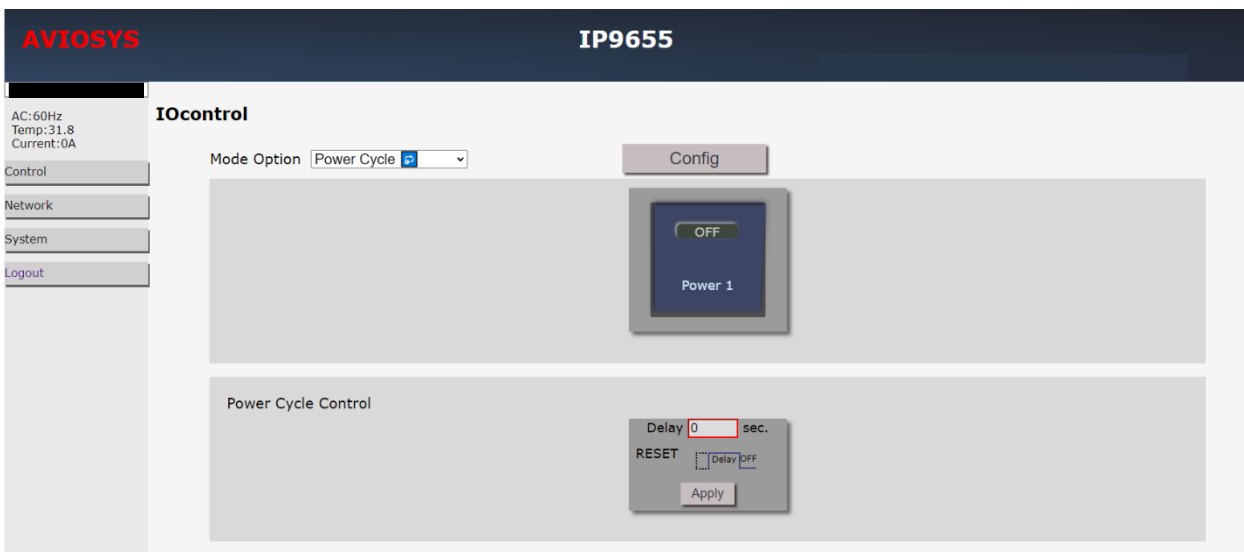 AVIOSYS
IP9655
AC:60Hz
Temp:31.8
Current:0A
Control
Network
System
Logout
IOcontrol
Mode Option Power Cycle
Config
OFF
Power 1
Power Cycle Control
Delay 0 sec.
RESET Delay OFF
Apply